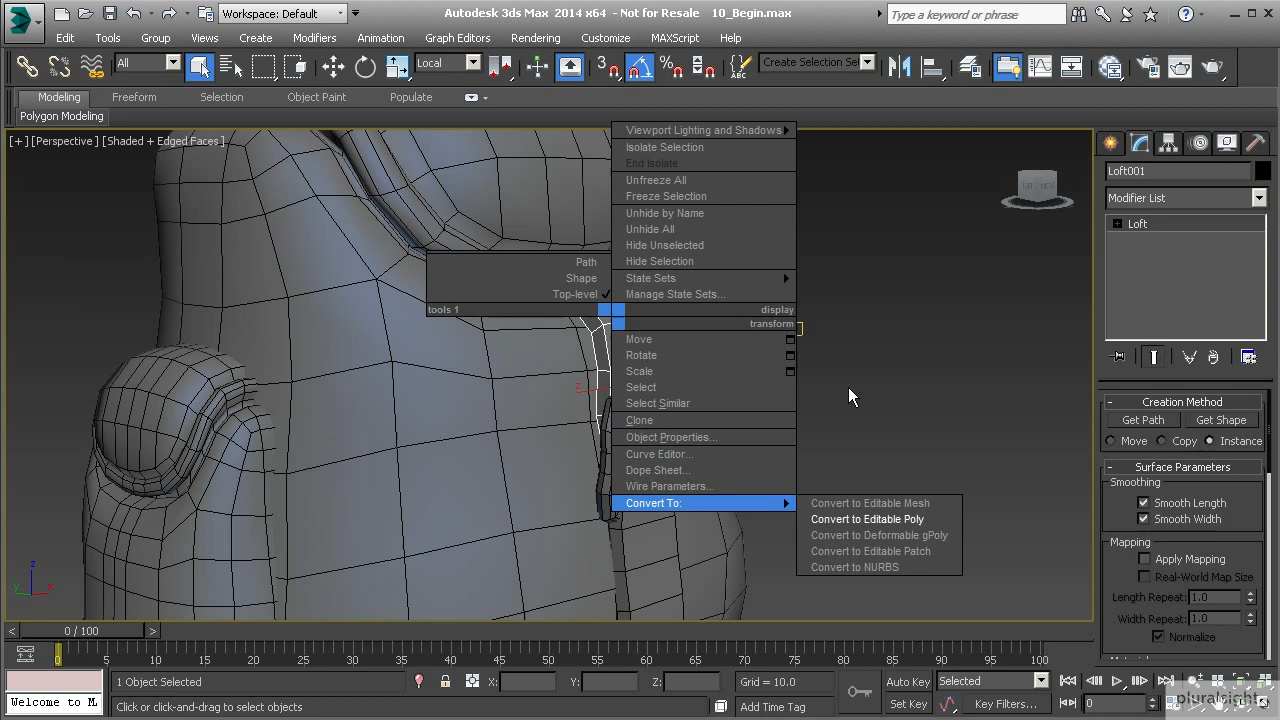 Workspace: Default
Autodesk 3ds Max 2014 x64 - Not for Resale 10_Begin.max
Type a keyword or phrase
Edit Tools Group Views Create Modifiers Animation Graph Editors Rendering Customize MAXScript Help
All
Local
3
Create Selection Se
Modeling Freeform Selection Object Paint Populate
Polygon Modeling
[+] [Perspective] [Shaded + Edged Faces]
Viewport Lighting and Shadows
Isolate Selection
End Isolate
Unfreeze All
Freeze Selection
Unhide by Name
Unhide All
Hide Unselected
Hide Selection
State Sets
Manage State Sets...
Path
Shape
Top-level
tools 1
display
transform
Move
Rotate
Scale
Select
Select Similar
Clone
Object Properties...
Curve Editor...
Dope Sheet...
Wire Parameters...
Convert To:
Convert to Editable Mesh
Convert to Editable Poly
Convert to Deformable gPoly
Convert to Editable Patch
Convert to NURBS
z
z
y x
Loft001
Modifier List
Loft
- Creation Method
Get Path Get Shape
Move Copy Instance
- Surface Parameters
Smoothing
Smooth Length
Smooth Width
Mapping
Apply Mapping
Real-World Map Size
Length Repeat: 1.0
Width Repeat: 1.0
Normalize
< 0 / 100 >
0 5 10 15 20 25 30 35 40 45 50 55 60 65 70 75 80 85 90 95 100
1 Object Selected
X: Y: Z:
Grid = 10.0
Auto Key
Selected
Welcome to M
Click or click-and-drag to select objects
Add Time Tag
Set Key
Key Filters...
0
pluralsight